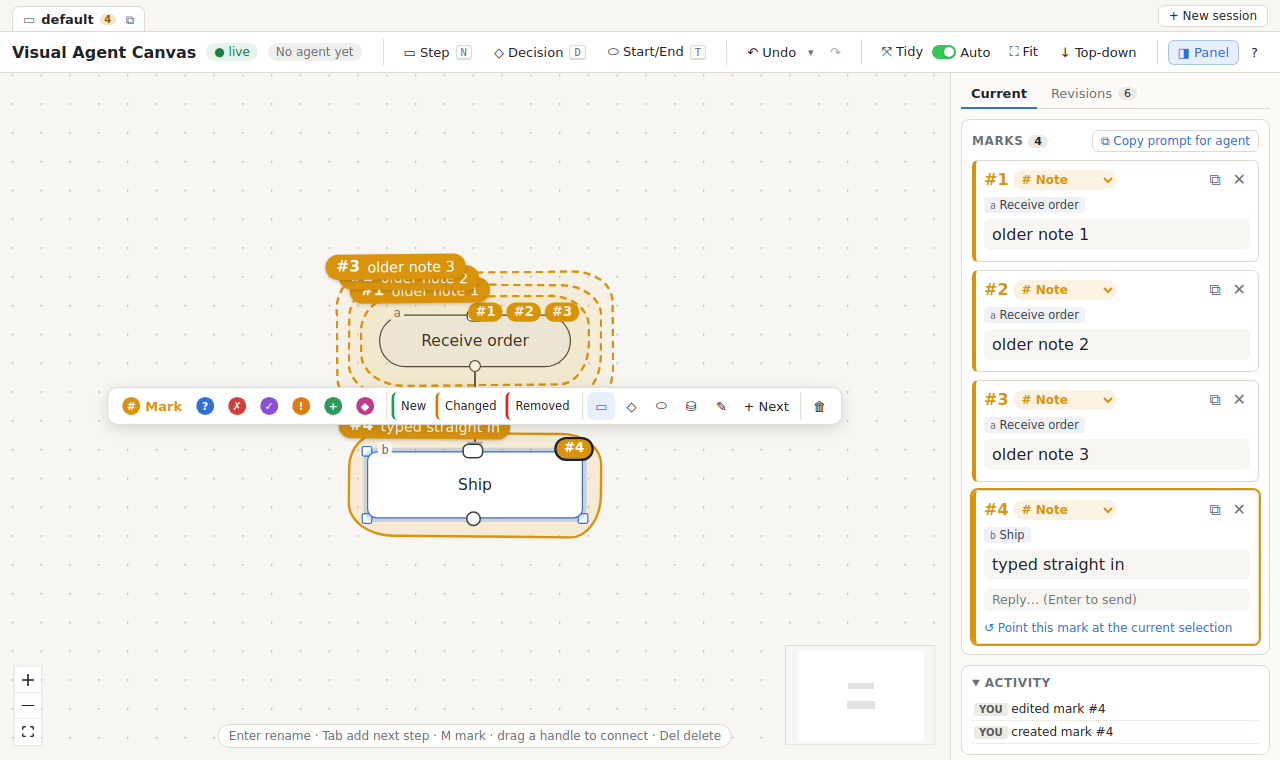 default 4
+ New session
Visual Agent Canvas live No agent yet Step N Decision D Start/End T Undo Tidy Auto Fit Top-down Panel ?
Current Revisions 6
MARKS 4 Copy prompt for agent
#1 # Note
a Receive order
older note 1
#2 # Note
a Receive order
older note 2
#3 # Note
a Receive order
older note 3
#4 # Note
b Ship
typed straight in
Reply... (Enter to send)
Point this mark at the current selection
ACTIVITY
YOU edited mark #4
YOU created mark #4
#3 older note 3
older note 2
#1 older note 1
a #1 #2 #3
Receive order
# Mark ? ✗ ✓ ! + New Changed Removed + Next
#4 typed straight in
b #4
Ship
Enter rename · Tab add next step · M mark · drag a handle to connect · Del delete